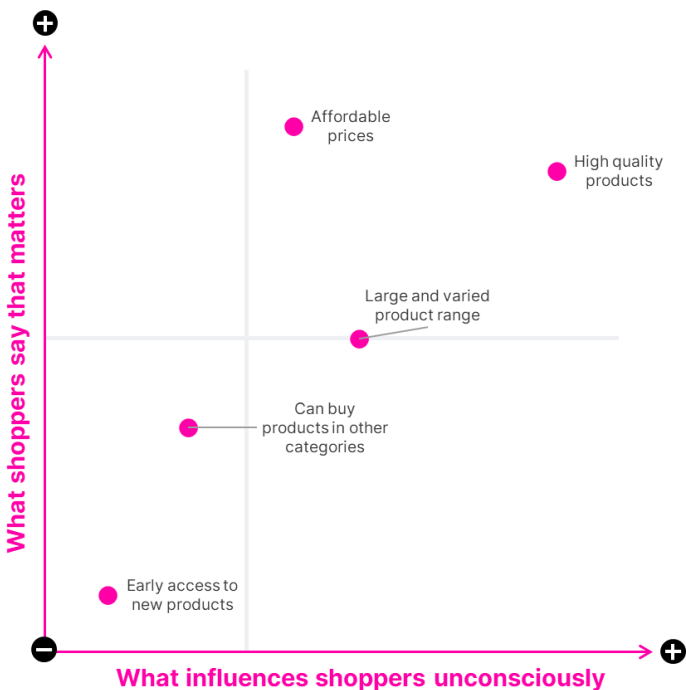 What shoppers say that matters
Affordable
prices
High quality
products
Large and varied
product range
Can buy
products in other
categories
Early access to
new products
What influences shoppers unconsciously